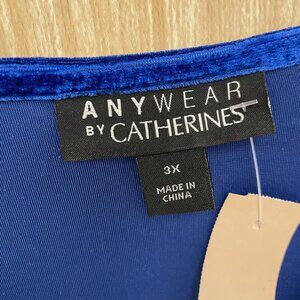 ANYWEAR
BY CATHERINES
3X
MADE IN
CHINA